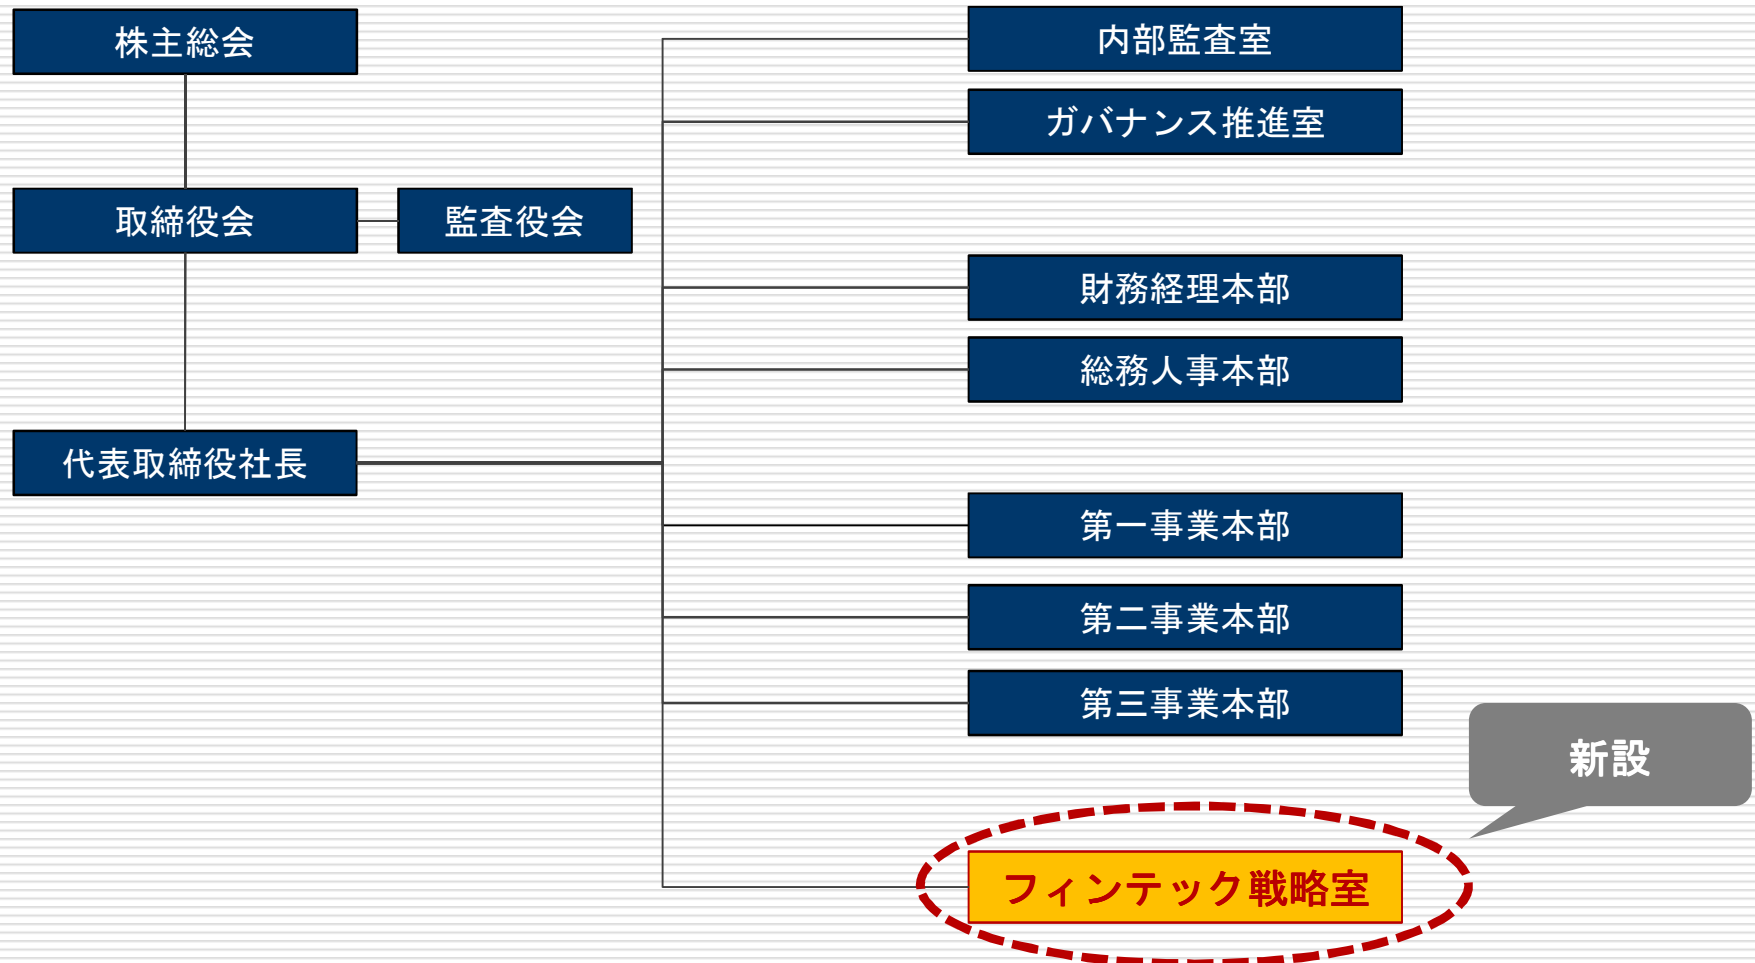 株主総会
取締役会
監査役会
代表取締役社長
内部監査室
ガバナンス推進室
財務経理本部
総務人事本部
第一事業本部
第二事業本部
第三事業本部
新設
フィンテック戦略室